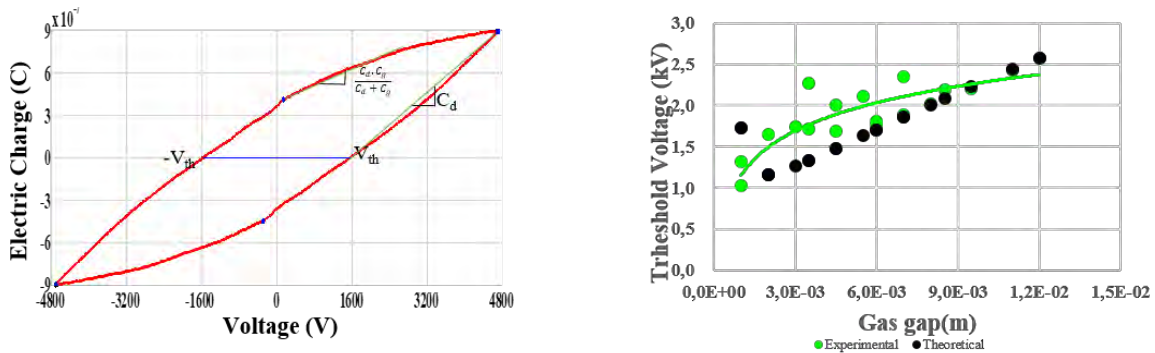 9 x10⁻⁷
6
3
0
-3
-6
-9
-4800 -3200 -1600 0 1600 3200 4800
Electric Charge (C)
Voltage (V)
-Vth
Vth
Cd
Cd . Cg
Cd + Cg
3,0
2,5
2,0
1,5
1,0
0,5
0,0
0,0E+00 3,0E-03 6,0E-03 9,0E-03 1,2E-02 1,5E-02
Trheshold Voltage (kV)
Gas gap(m)
Experimental Theoretical